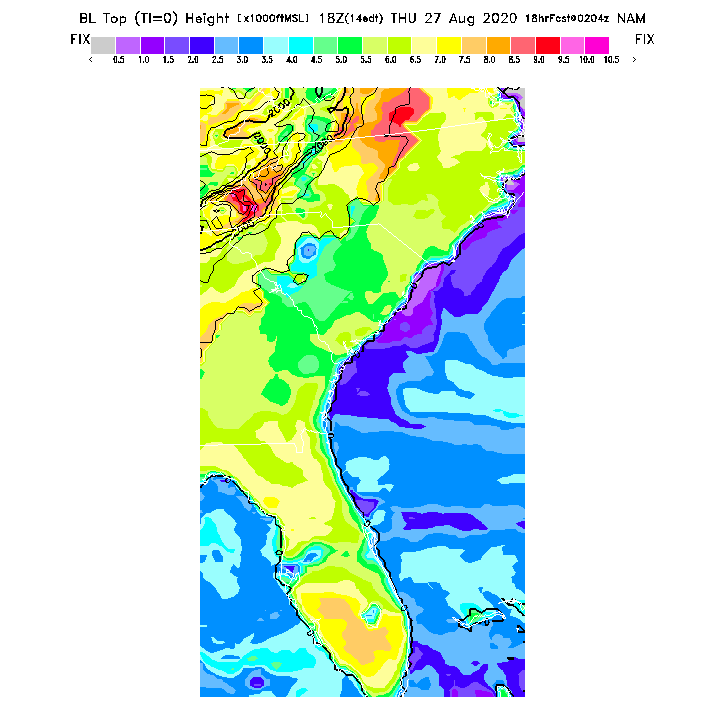 BL Top (TI=0) Height [x1000ftMSL] 18Z(14edt) THU 27 Aug 2020 18hrFcst@0204z NAM
FIX FIX
< 0.5 1.0 1.5 2.0 2.5 3.0 3.5 4.0 4.5 5.0 5.5 6.0 6.5 7.0 7.5 8.0 8.5 9.0 9.5 10.0 10.5 >
2000
2000
2000